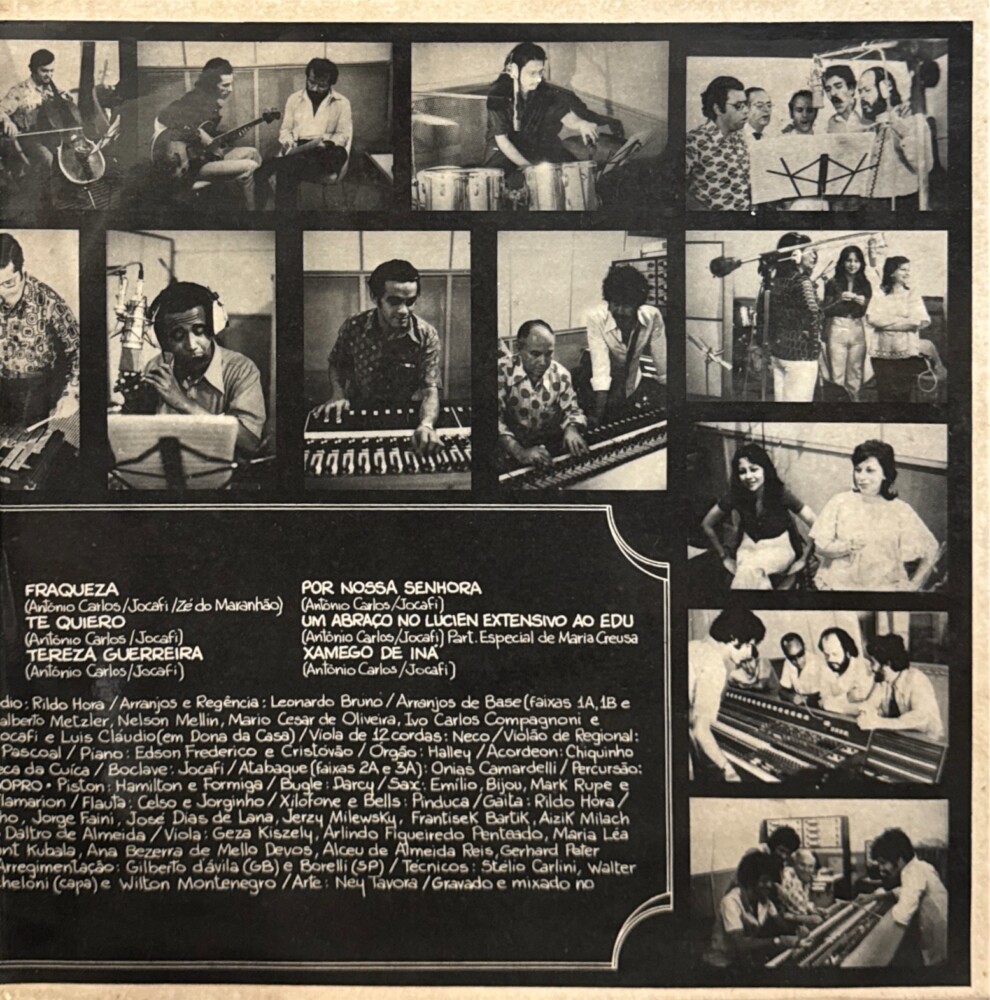 FRAQUEZA
(Antônio Carlos/Jocafi/Zé do Maranhão)
TE QUIERO
(Antônio Carlos/Jocafi)
TEREZA GUERREIRA
(Antônio Carlos/Jocafi)
POR NOSSA SENHORA
(Antônio Carlos/Jocafi)
UM ABRAÇO NO LUCIEN EXTENSIVO AO EDU
(Antônio Carlos/Jocafi) Part. Especial de Maria Creusa
XAMEGO DE INÁ
(Antônio Carlos/Jocafi)
dio: Rildo Hora / Arranjos e Regência: Leonardo Bruno / Arranjos de Base (faixas 1A, 1B e
alberto Metzler, Nelson Mellin, Mario Cesar de Oliveira, Ivo Carlos Compagnoni e
ocafi e Luis Cláudio (em Dona da Casa) / Viola de 12 cordas: Neco / Violão de Regional:
Pascoal / Piano: Edson Frederico e Cristóvão / Órgão: Halley / Acordeon: Chiquinho
eca da Cuíca / Boclave: Jocafi / Atabaque (faixas 2A e 3A): Onias Camardelli / Percursão:
OPRO • Piston: Hamilton e Formiga / Bugle: Darcy / Sax: Emílio, Bijou, Mark Rupe e
lamarion / Flauta: Celso e Jorginho / Xilofone e Bells: Pinduca / Gaita: Rildo Hora /
ho, Jorge Faini, José Dias de Lana, Jerzy Milewsky, Frantisek Bartik, Aizik Milach
Daltro de Almeida / Viola: Geza Kiszely, Arlindo Figueiredo Penteado, Maria Léa
nt Kubala, Ana Bezerra de Mello Devos, Alceu de Almeida Reis, Gerhard Peter
Arregimentação: Gilberto d'ávila (GB) e Borelli (SP) / Técnicos: Stélio Carlini, Walter
cheloni (capa) e Wilton Montenegro / Arte: Ney Tavora / Gravado e mixado no